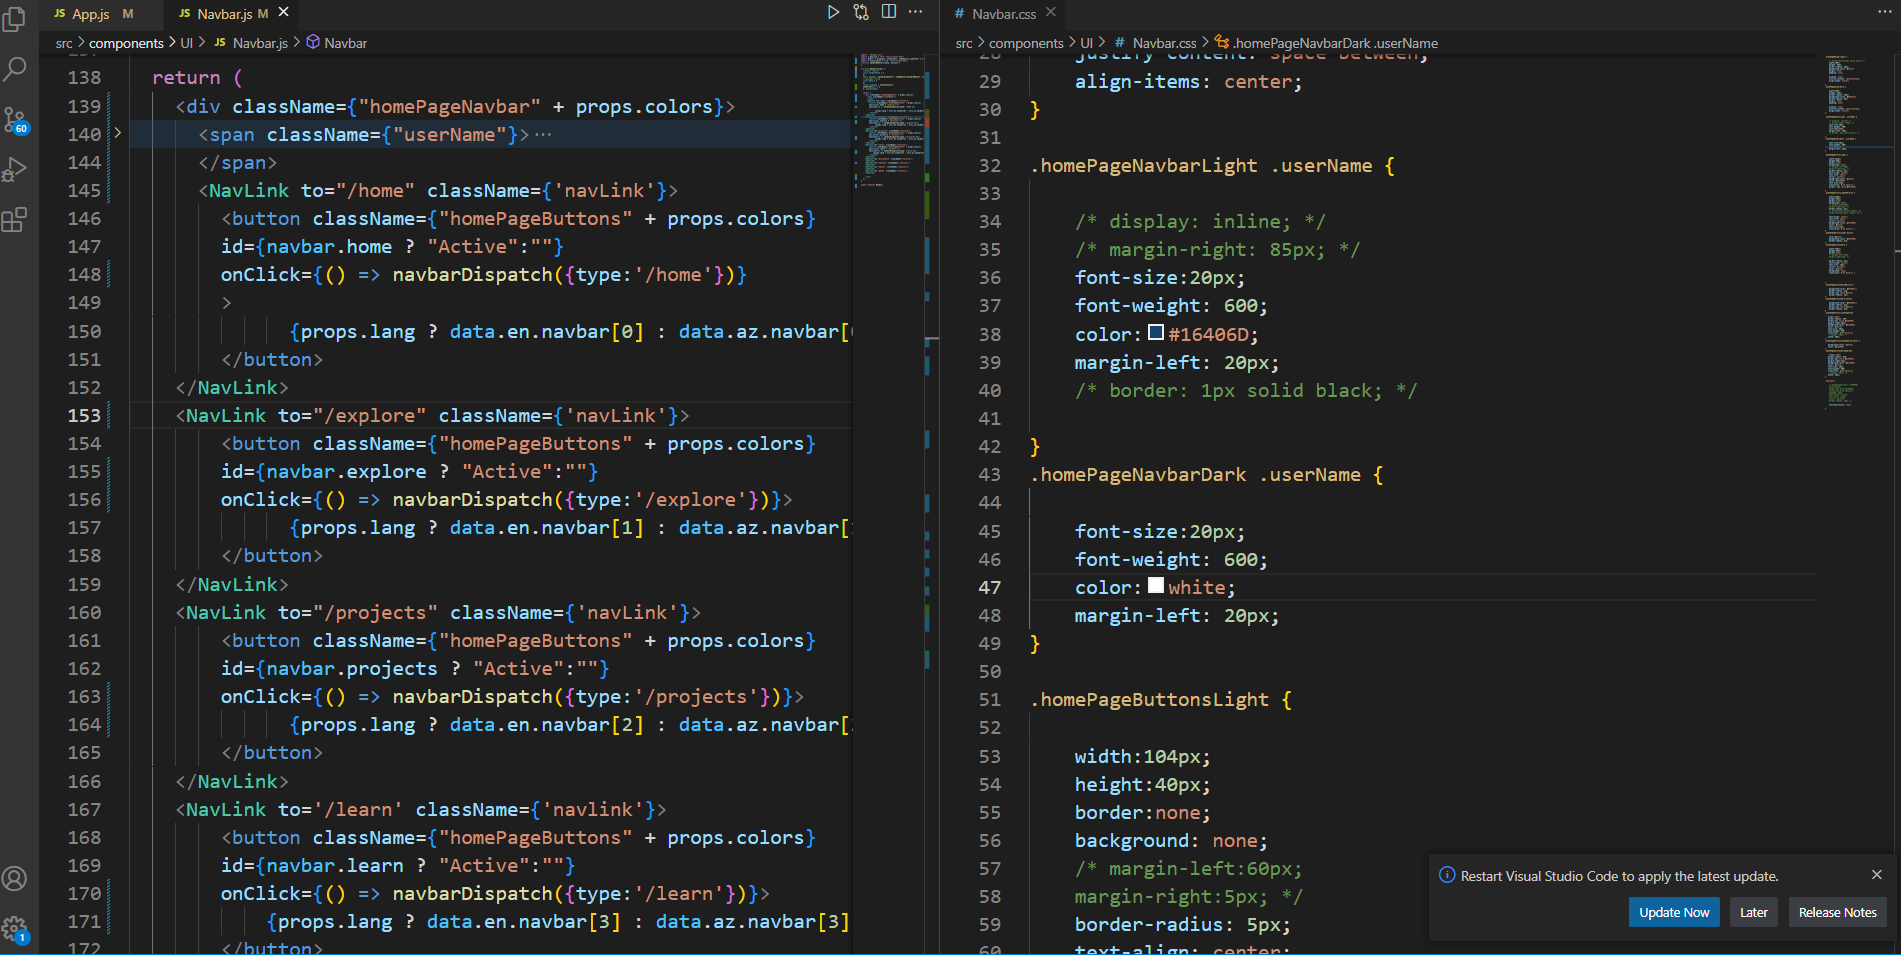 JS App.js M
JS Navbar.js M
src > components > UI > JS Navbar.js > Navbar
138 return (
139 <div className={"homePageNavbar" + props.colors}>
140 <span className={"userName"}>…
144 </span>
145 <NavLink to="/home" className={'navLink'}>
146 <button className={"homePageButtons" + props.colors}
147 id={navbar.home ? "Active":""}
148 onClick={() => navbarDispatch({type:'/home'})}
149 >
150 {props.lang ? data.en.navbar[0] : data.az.navbar[
151 </button>
152 </NavLink>
153 <NavLink to="/explore" className={'navLink'}>
154 <button className={"homePageButtons" + props.colors}
155 id={navbar.explore ? "Active":""}
156 onClick={() => navbarDispatch({type:'/explore'})}>
157 {props.lang ? data.en.navbar[1] : data.az.navbar[
158 </button>
159 </NavLink>
160 <NavLink to="/projects" className={'navLink'}>
161 <button className={"homePageButtons" + props.colors}
162 id={navbar.projects ? "Active":""}
163 onClick={() => navbarDispatch({type:'/projects'})}>
164 {props.lang ? data.en.navbar[2] : data.az.navbar[
165 </button>
166 </NavLink>
167 <NavLink to='/learn' className={'navlink'}>
168 <button className={"homePageButtons" + props.colors}
169 id={navbar.learn ? "Active":""}
170 onClick={() => navbarDispatch({type:'/learn'})}>
171 {props.lang ? data.en.navbar[3] : data.az.navbar[3]
172 </button>
60
1
# Navbar.css
src > components > UI > # Navbar.css > .homePageNavbarDark .userName
28 justify-content: space-between;
29 align-items: center;
30 }
31
32 .homePageNavbarLight .userName {
33
34 /* display: inline; */
35 /* margin-right: 85px; */
36 font-size:20px;
37 font-weight: 600;
38 color: #16406D;
39 margin-left: 20px;
40 /* border: 1px solid black; */
41
42 }
43 .homePageNavbarDark .userName {
44
45 font-size:20px;
46 font-weight: 600;
47 color: white;
48 margin-left: 20px;
49 }
50
51 .homePageButtonsLight {
52
53 width:104px;
54 height:40px;
55 border:none;
56 background: none;
57 /* margin-left:60px;
58 margin-right:5px; */
59 border-radius: 5px;
60 text-align: center;
Restart Visual Studio Code to apply the latest update.
Update Now
Later
Release Notes